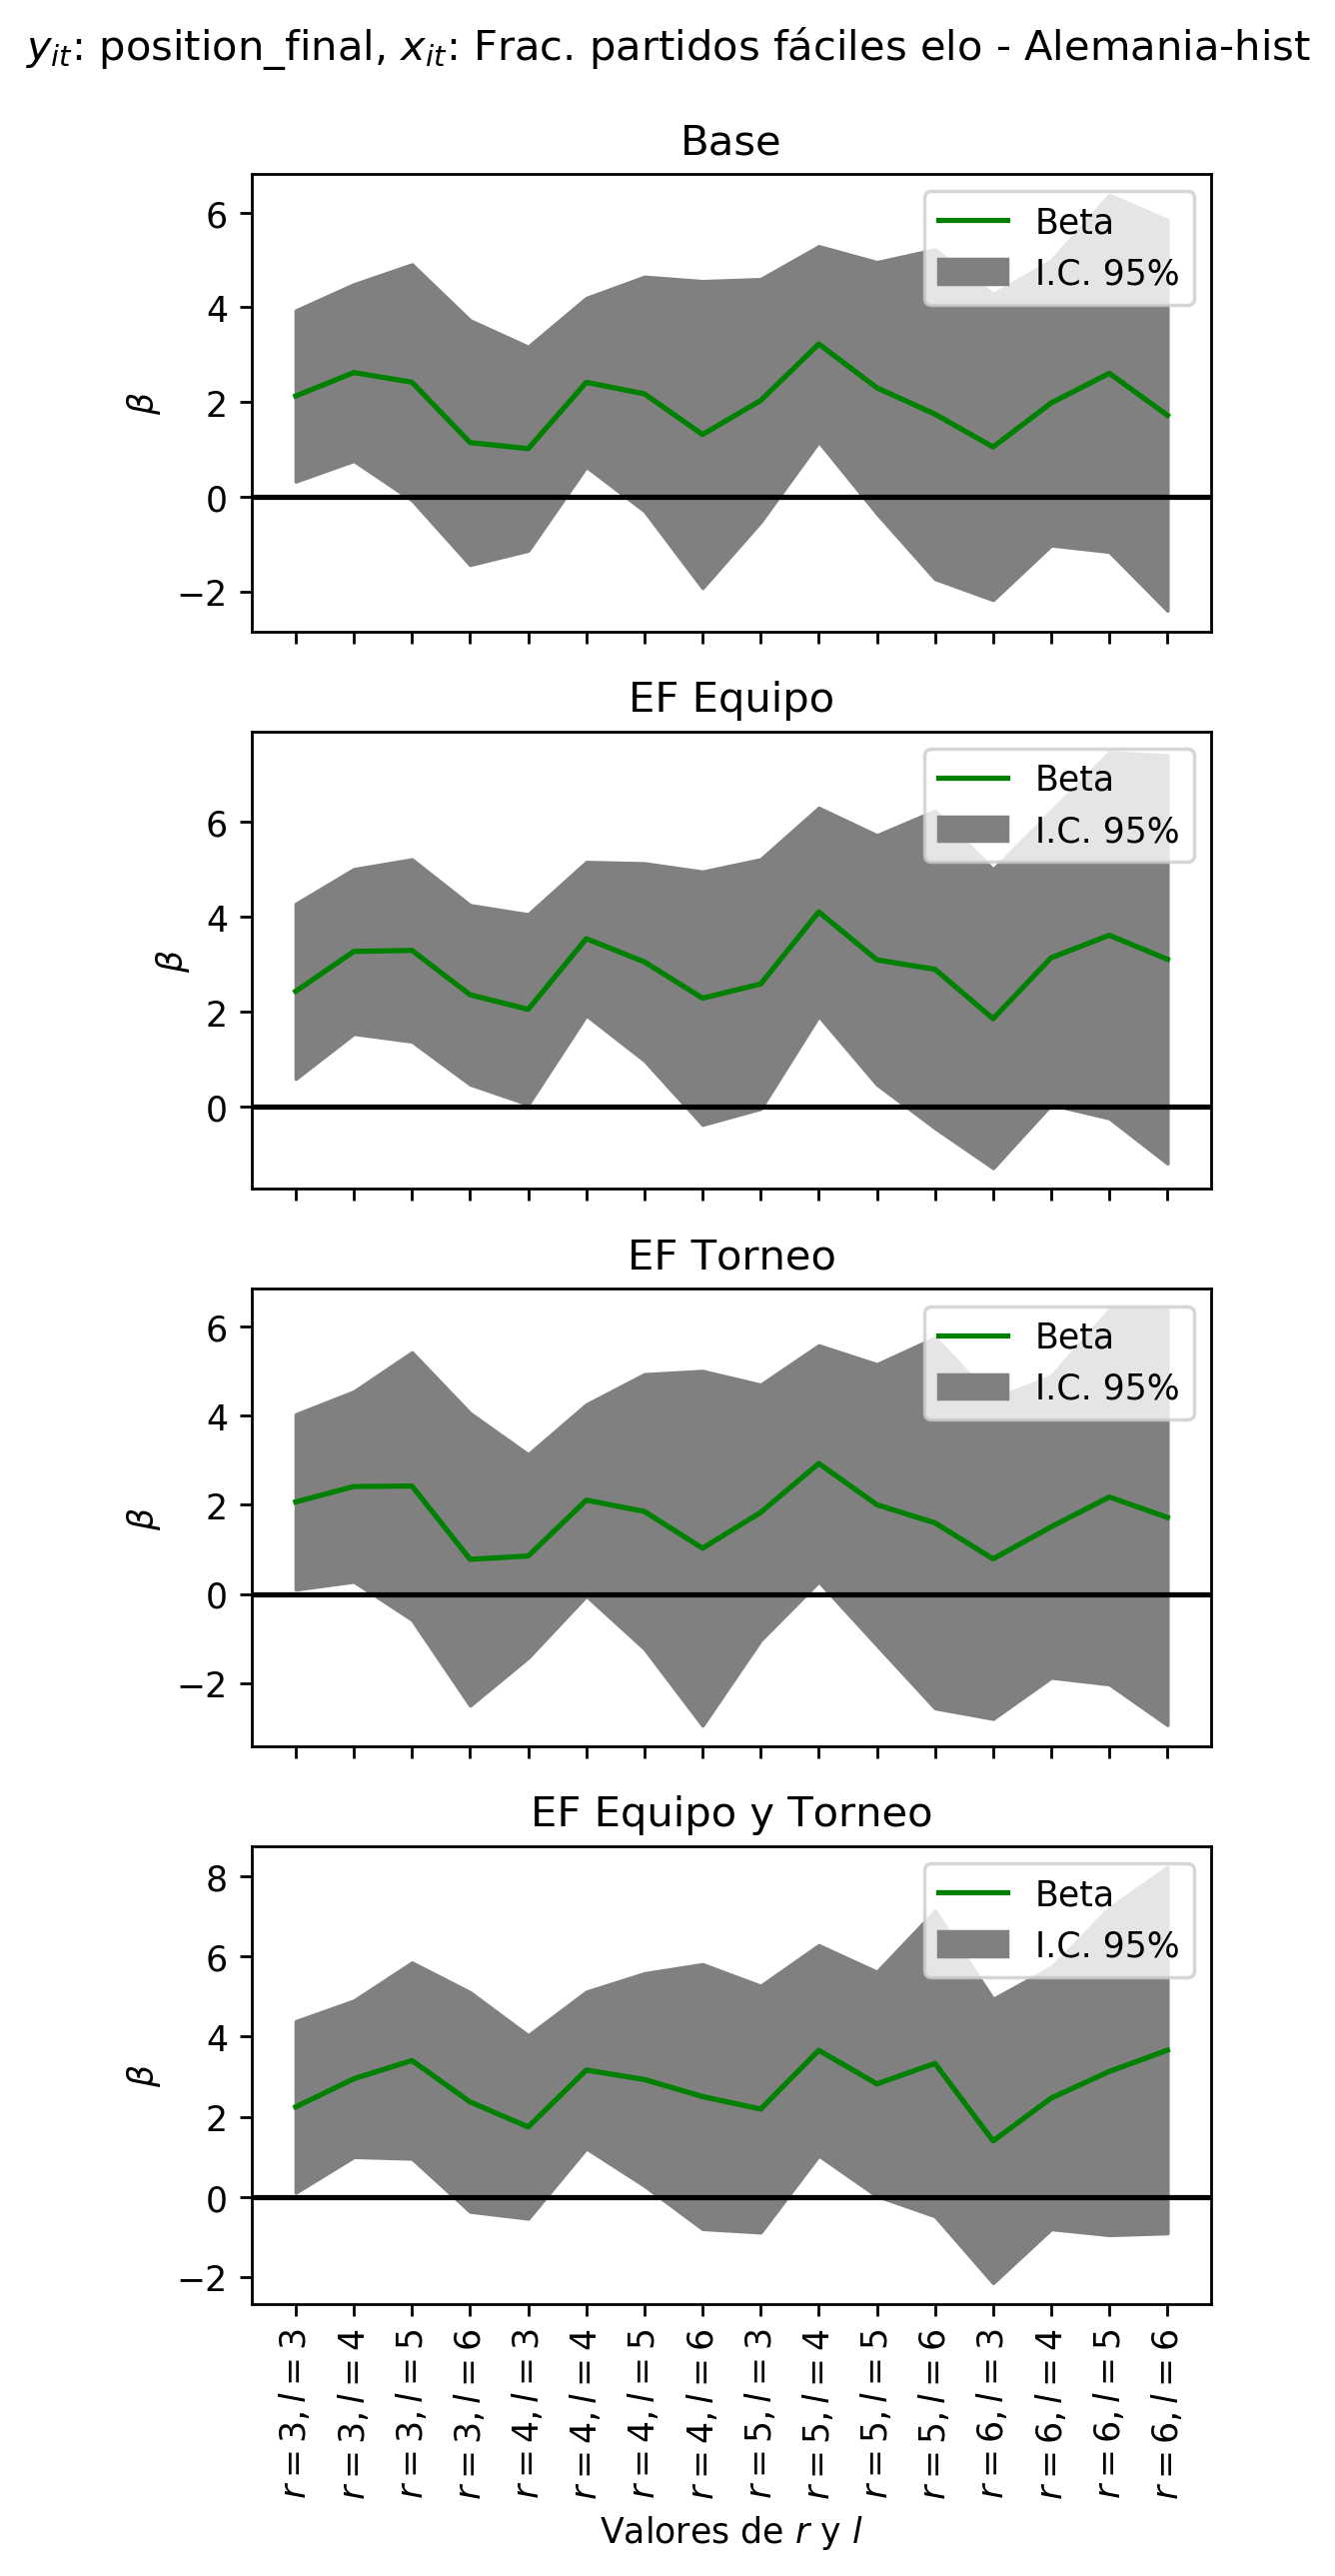 y_it: position_final, x_it: Frac. partidos fáciles elo - Alemania-hist
Base
6
4
2
0
−2
β
Beta
I.C. 95%
EF Equipo
6
4
2
0
β
Beta
I.C. 95%
EF Torneo
6
4
2
0
−2
β
Beta
I.C. 95%
EF Equipo y Torneo
8
6
4
2
0
−2
β
Beta
I.C. 95%
r = 3, l = 3
r = 3, l = 4
r = 3, l = 5
r = 3, l = 6
r = 4, l = 3
r = 4, l = 4
r = 4, l = 5
r = 4, l = 6
r = 5, l = 3
r = 5, l = 4
r = 5, l = 5
r = 5, l = 6
r = 6, l = 3
r = 6, l = 4
r = 6, l = 5
r = 6, l = 6
Valores de r y l